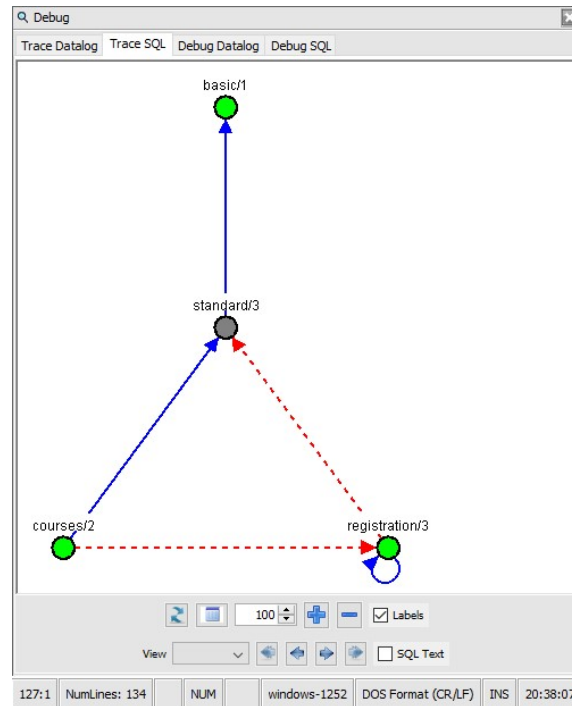 Debug
Trace Datalog Trace SQL Debug Datalog Debug SQL
basic/1
standard/3
courses/2 registration/3
100 Labels
View SQL Text
127:1 NumLines: 134 NUM windows-1252 DOS Format (CR/LF) INS 20:38:07